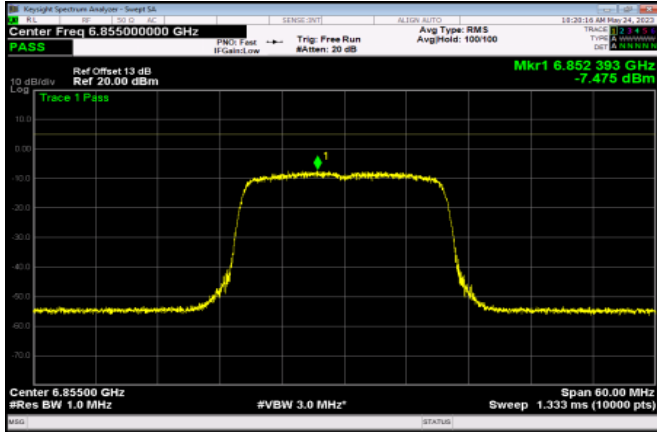 Keysight Spectrum Analyzer - Swept SA
RL RF 50 Ω AC SENSE:INT ALIGN AUTO 10:20:16 AM May 24, 2023
Center Freq 6.855000000 GHz
PASS
PNO: Fast
IFGain:Low
Trig: Free Run
#Atten: 20 dB
Avg Type: RMS
Avg|Hold: 100/100
TRACE 1 2 3 4 5 6
TYPE A WWWWW
DET A N N N N N
Mkr1 6.852 393 GHz
-7.475 dBm
Ref Offset 13 dB
10 dB/div Ref 20.00 dBm
Log
Trace 1 Pass
10.0
0.00
1
-10.0
-20.0
-30.0
-40.0
-50.0
-60.0
-70.0
Center 6.85500 GHz Span 60.00 MHz
#Res BW 1.0 MHz #VBW 3.0 MHz* Sweep 1.333 ms (10000 pts)
MSG STATUS